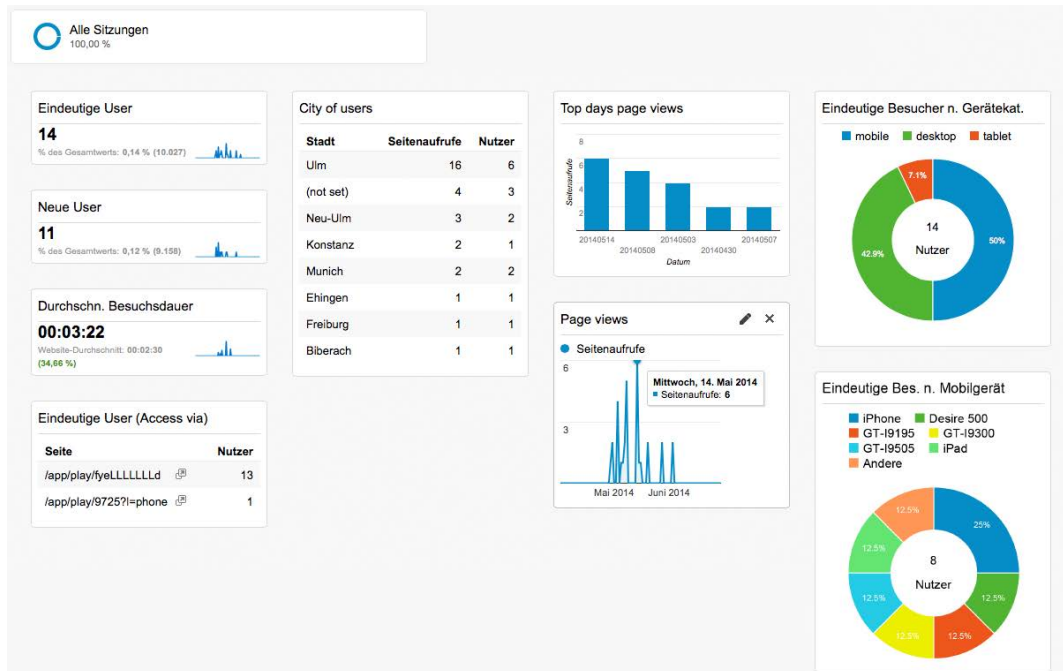 Alle Sitzungen
100,00 %
Eindeutige User
14
% des Gesamtwerts: 0,14 % (10.027)
Neue User
11
% des Gesamtwerts: 0,12 % (9.158)
Durchschn. Besuchsdauer
00:03:22
Website-Durchschnitt: 00:02:30
(34,66 %)
Eindeutige User (Access via)
Seite Nutzer
/app/play/fyeLLLLLLLd 13
/app/play/9725?l=phone 1
City of users
Stadt Seitenaufrufe Nutzer
Ulm 16 6
(not set) 4 3
Neu-Ulm 3 2
Konstanz 2 1
Munich 2 2
Ehingen 1 1
Freiburg 1 1
Biberach 1 1
Top days page views
Seitenaufrufe
8
6
4
2
20140514 20140503 20140507
20140508 20140430
Datum
Page views
Seitenaufrufe
6
3
Mittwoch, 14. Mai 2014
Seitenaufrufe: 6
Mai 2014 Juni 2014
Eindeutige Besucher n. Gerätekat.
mobile desktop tablet
7.1%
14
Nutzer
50%
42.9%
Eindeutige Bes. n. Mobilgerät
iPhone Desire 500
GT-I9195 GT-I9300
GT-I9505 iPad
Andere
12.5% 25%
12.5%
8
Nutzer
12.5% 12.5%
12.5% 12.5%